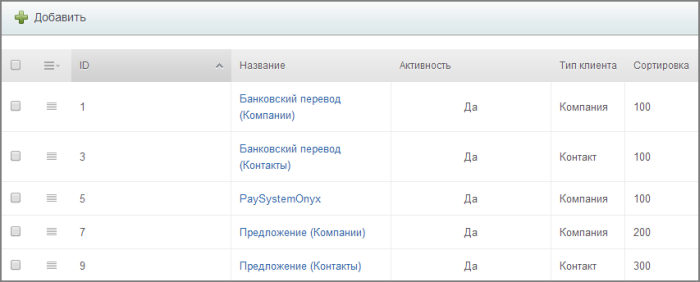 Добавить
ID Название Активность Тип клиента Сортировка
1 Банковский перевод (Компании) Да Компания 100
3 Банковский перевод (Контакты) Да Контакт 100
5 PaySystemOnyx Да Компания 100
7 Предложение (Компании) Да Компания 200
9 Предложение (Контакты) Да Контакт 300